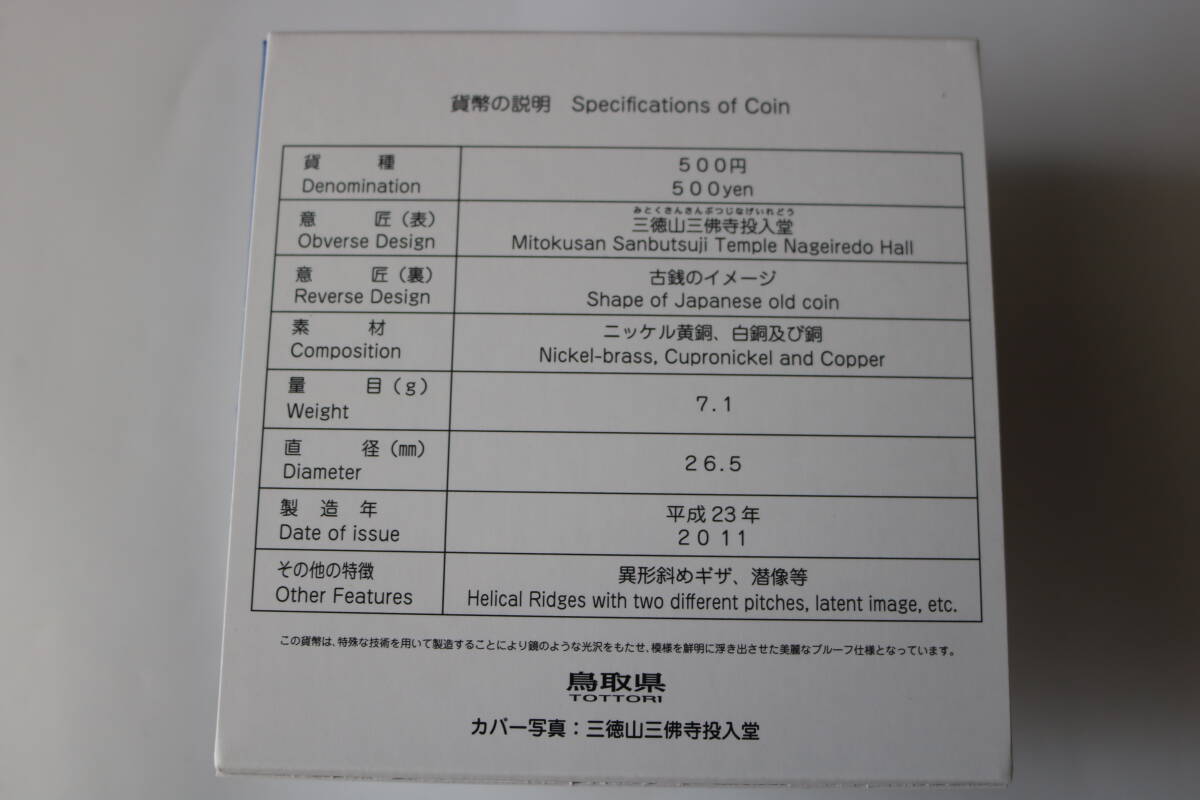 貨幣の説明 Specifications of Coin
貨 種
Denomination
500円
500yen
意 匠(表)
Obverse Design
みとくさんさんぶつじなげいれどう
三徳山三佛寺投入堂
Mitokusan Sanbutsuji Temple Nageiredo Hall
意 匠(裏)
Reverse Design
古銭のイメージ
Shape of Japanese old coin
素 材
Composition
ニッケル黄銅、白銅及び銅
Nickel-brass, Cupronickel and Copper
量 目(g)
Weight
7.1
直 径(㎜)
Diameter
26.5
製 造 年
Date of issue
平成23年
2011
その他の特徴
Other Features
異形斜めギザ、潜像等
Helical Ridges with two different pitches, latent image, etc.
この貨幣は、特殊な技術を用いて製造することにより鏡のような光沢をもたせ、模様を鮮明に浮き出させた美麗なプルーフ仕様となっています。
鳥取県
TOTTORI
カバー写真:三徳山三佛寺投入堂